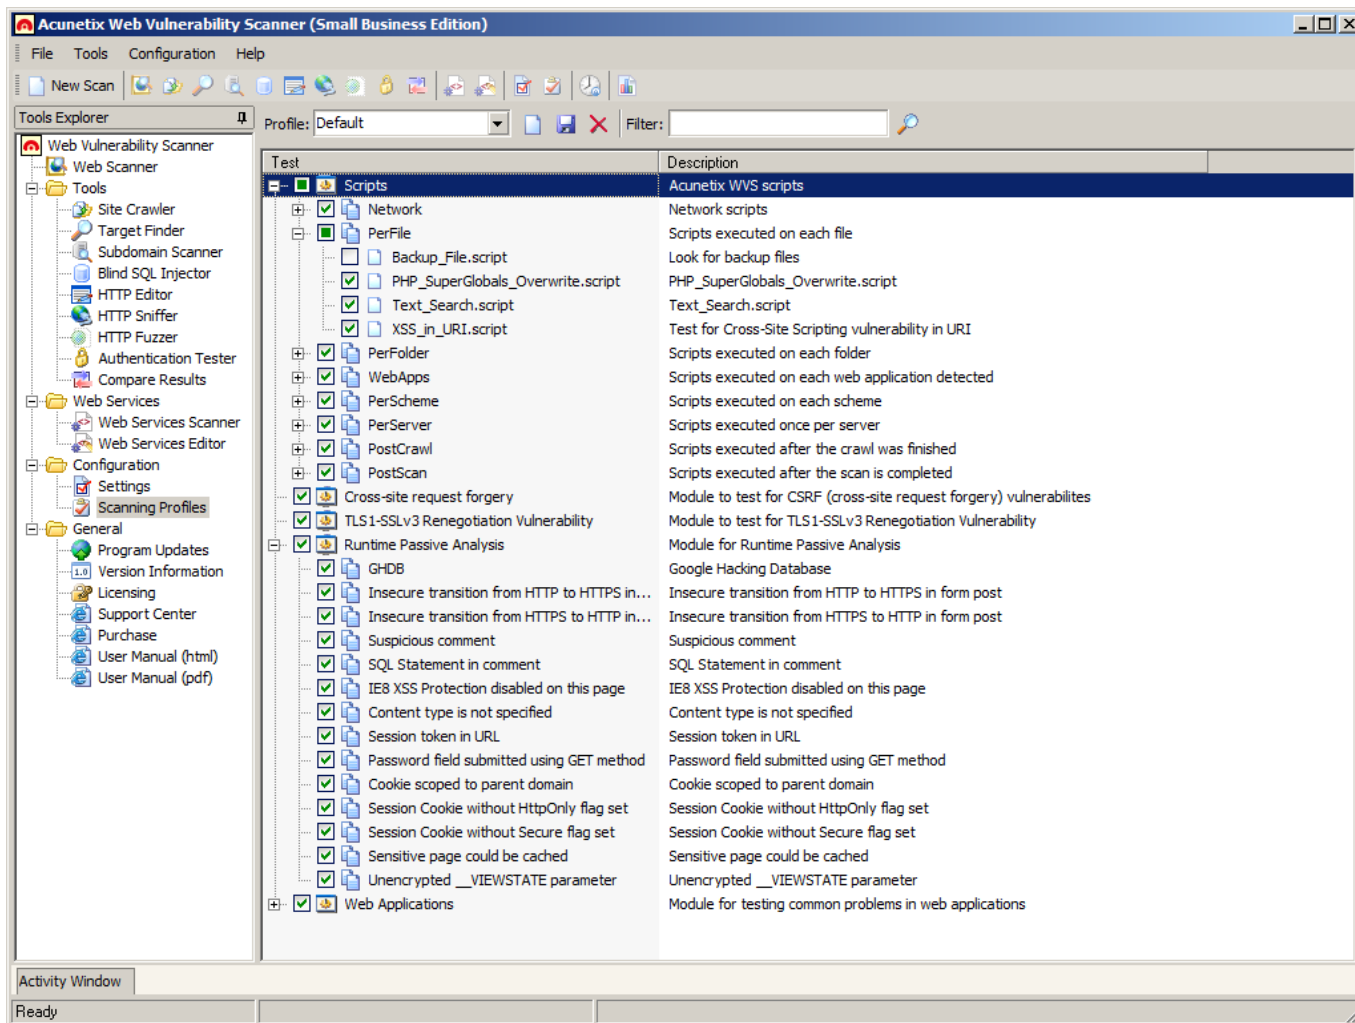 Acunetix Web Vulnerability Scanner (Small Business Edition)
File Tools Configuration Help
New Scan
Tools Explorer
Profile: Default Filter:
Web Vulnerability Scanner
Web Scanner
Tools
Site Crawler
Target Finder
Subdomain Scanner
Blind SQL Injector
HTTP Editor
HTTP Sniffer
HTTP Fuzzer
Authentication Tester
Compare Results
Web Services
Web Services Scanner
Web Services Editor
Configuration
Settings
Scanning Profiles
General
Program Updates
1.0 Version Information
Licensing
Support Center
Purchase
User Manual (html)
User Manual (pdf)
Test Description
Scripts Acunetix WVS scripts
Network Network scripts
PerFile Scripts executed on each file
Backup_File.script Look for backup files
PHP_SuperGlobals_Overwrite.script PHP_SuperGlobals_Overwrite.script
Text_Search.script Text_Search.script
XSS_in_URI.script Test for Cross-Site Scripting vulnerability in URI
PerFolder Scripts executed on each folder
WebApps Scripts executed on each web application detected
PerScheme Scripts executed on each scheme
PerServer Scripts executed once per server
PostCrawl Scripts executed after the crawl was finished
PostScan Scripts executed after the scan is completed
Cross-site request forgery Module to test for CSRF (cross-site request forgery) vulnerabilites
TLS1-SSLv3 Renegotiation Vulnerability Module to test for TLS1-SSLv3 Renegotiation Vulnerability
Runtime Passive Analysis Module for Runtime Passive Analysis
GHDB Google Hacking Database
Insecure transition from HTTP to HTTPS in... Insecure transition from HTTP to HTTPS in form post
Insecure transition from HTTPS to HTTP in... Insecure transition from HTTPS to HTTP in form post
Suspicious comment Suspicious comment
SQL Statement in comment SQL Statement in comment
IE8 XSS Protection disabled on this page IE8 XSS Protection disabled on this page
Content type is not specified Content type is not specified
Session token in URL Session token in URL
Password field submitted using GET method Password field submitted using GET method
Cookie scoped to parent domain Cookie scoped to parent domain
Session Cookie without HttpOnly flag set Session Cookie without HttpOnly flag set
Session Cookie without Secure flag set Session Cookie without Secure flag set
Sensitive page could be cached Sensitive page could be cached
Unencrypted __VIEWSTATE parameter Unencrypted __VIEWSTATE parameter
Web Applications Module for testing common problems in web applications
Activity Window
Ready